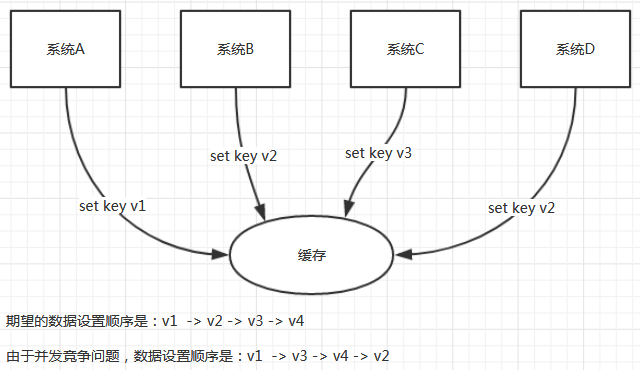 系统A
系统B
系统C
系统D
set key v2
set key v3
set key v1
set key v2
缓存
期望的数据设置顺序是：v1 -> v2 -> v3 -> v4
由于并发竞争问题，数据设置顺序是：v1 -> v3 -> v4 -> v2